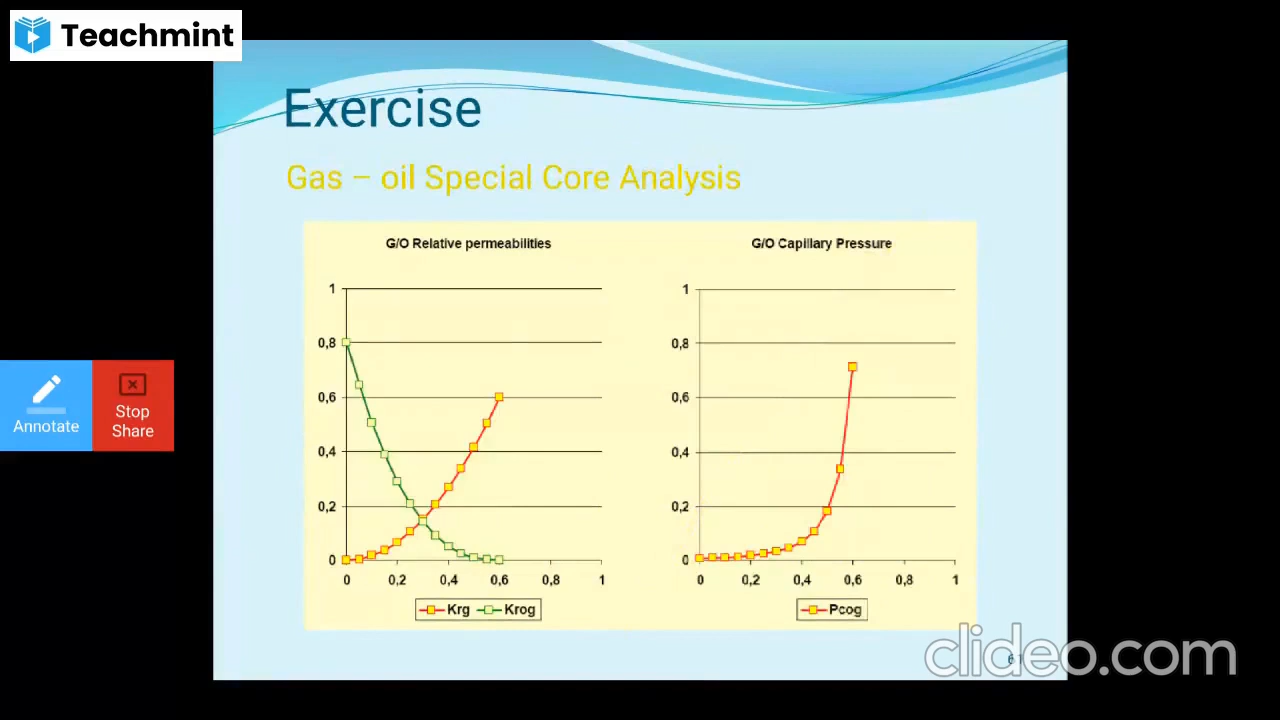 Teachmint
Exercise
Gas – oil Special Core Analysis
G/O Relative permeabilities
1
0,8
0,6
0,4
0,2
0
0 0,2 0,4 0,6 0,8 1
Krg Krog
G/O Capillary Pressure
1
0,8
0,6
0,4
0,2
0
0 0,2 0,4 0,6 0,8 1
Pcog
Annotate
Stop
Share
clideo.com